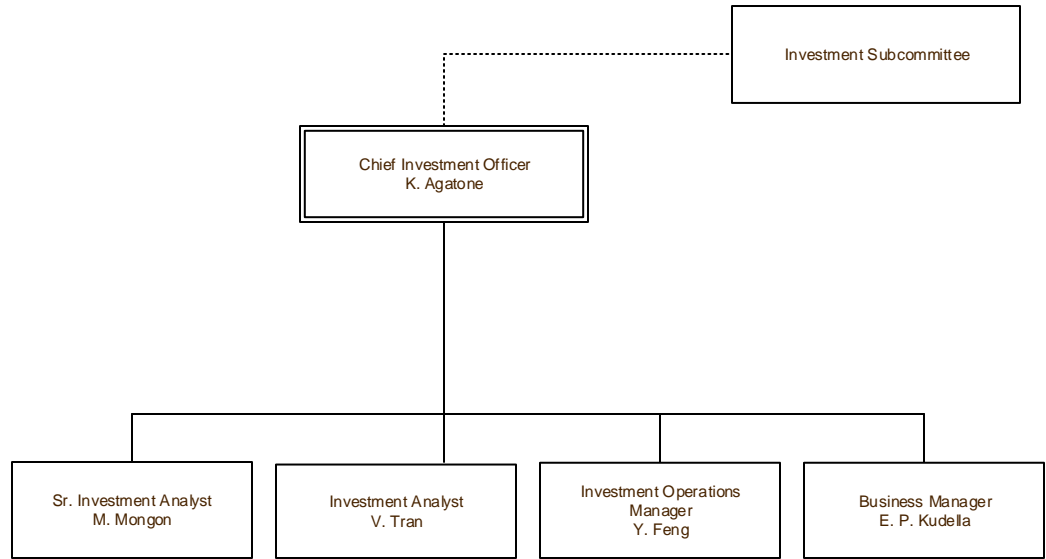 Investment Subcommittee
Chief Investment Officer
K. Agatone
Sr. Investment Analyst
M. Mongon
Investment Analyst
V. Tran
Investment Operations
Manager
Y. Feng
Business Manager
E. P. Kudella